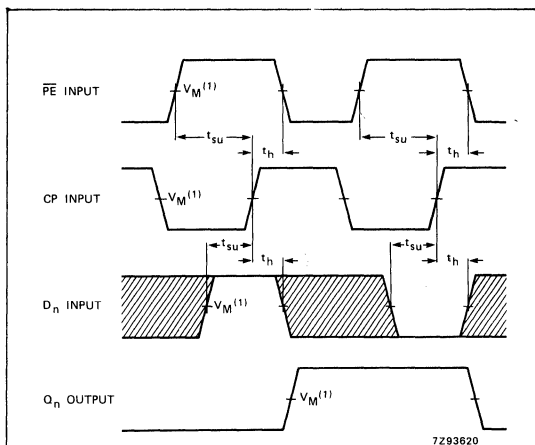 PE INPUT
V_M(1)
t_su
t_h
t_su
t_h
CP INPUT
V_M(1)
t_su
t_h
t_su
t_h
D_n INPUT
V_M(1)
Q_n OUTPUT
V_M(1)
7Z93620